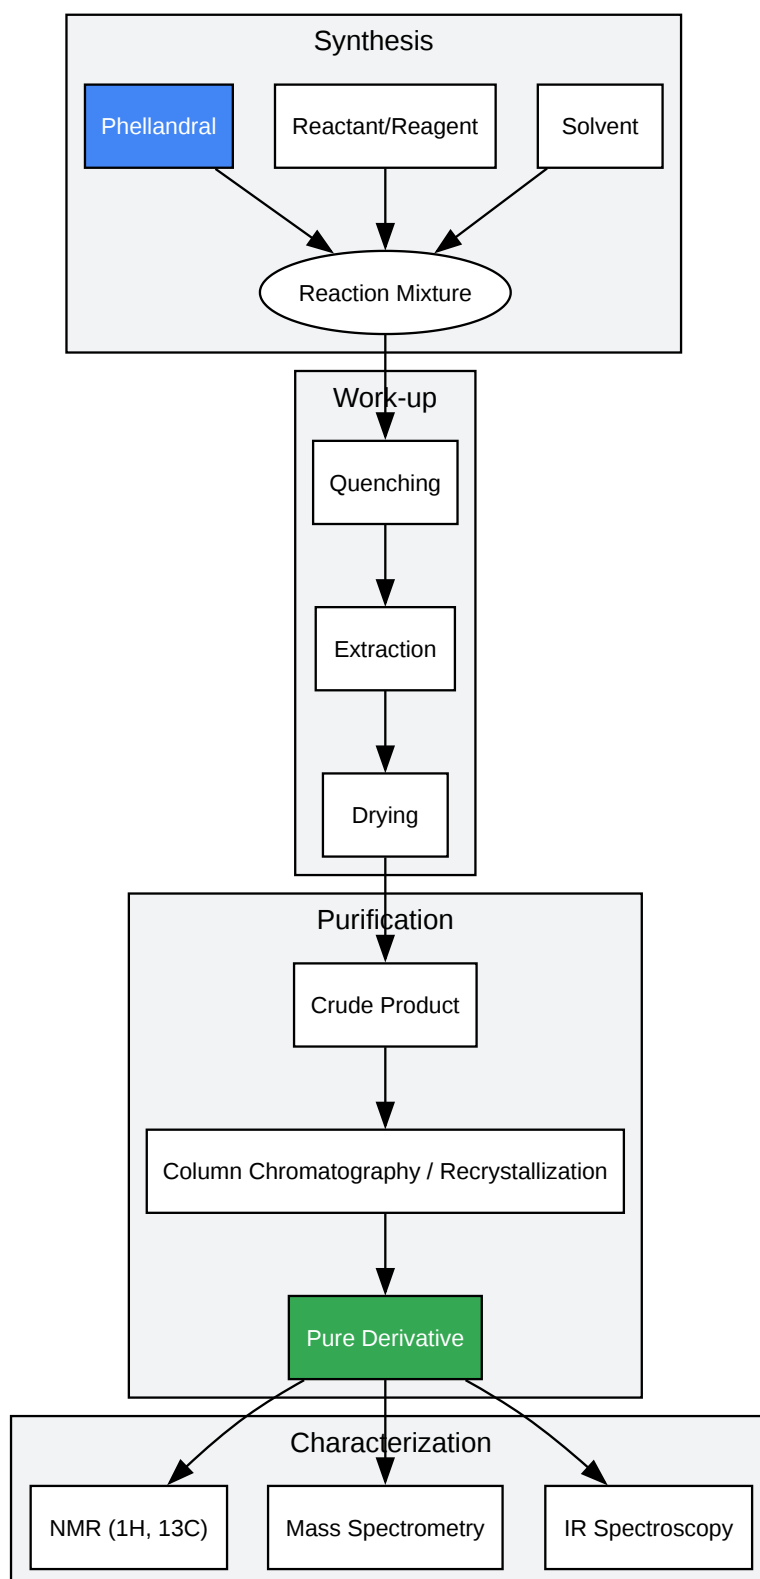 Synthesis
Phellandral
Reactant/Reagent
Solvent
Reaction Mixture
Work-up
Quenching
Extraction
Drying
Purification
Crude Product
Column Chromatography / Recrystallization
Pure Derivative
Characterization
NMR (1H, 13C)
Mass Spectrometry
IR Spectroscopy